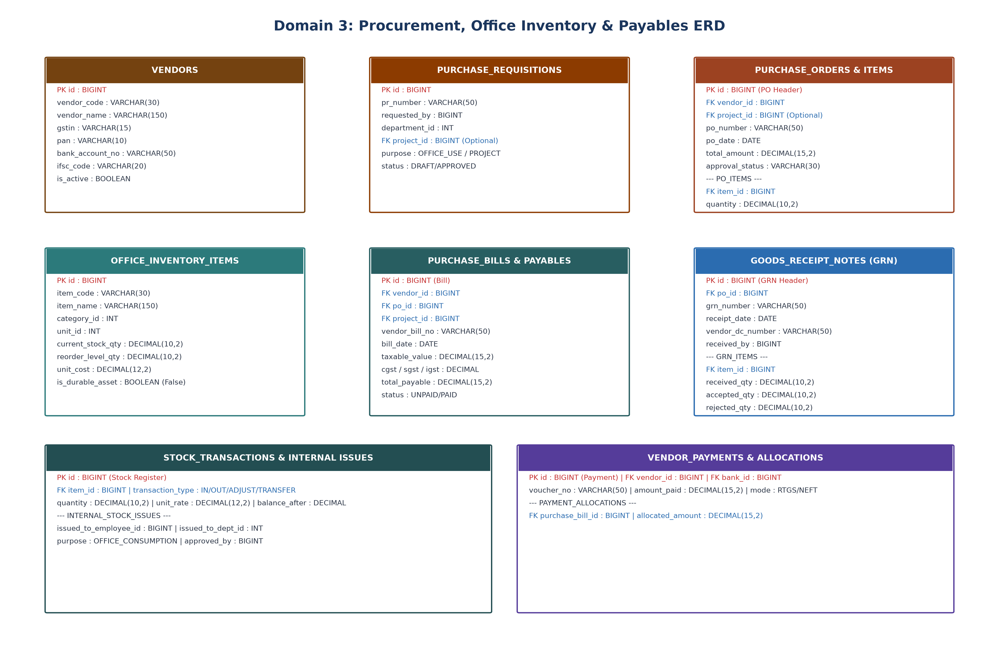 Domain 3: Procurement, Office Inventory & Payables ERD
VENDORS
PK id : BIGINT
vendor_code : VARCHAR(30)
vendor_name : VARCHAR(150)
gstin : VARCHAR(15)
pan : VARCHAR(10)
bank_account_no : VARCHAR(50)
ifsc_code : VARCHAR(20)
is_active : BOOLEAN
PURCHASE_REQUISITIONS
PK id : BIGINT
pr_number : VARCHAR(50)
requested_by : BIGINT
department_id : INT
FK project_id : BIGINT (Optional)
purpose : OFFICE_USE / PROJECT
status : DRAFT/APPROVED
PURCHASE_ORDERS & ITEMS
PK id : BIGINT (PO Header)
FK vendor_id : BIGINT
FK project_id : BIGINT (Optional)
po_number : VARCHAR(50)
po_date : DATE
total_amount : DECIMAL(15,2)
approval_status : VARCHAR(30)
--- PO_ITEMS ---
FK item_id : BIGINT
quantity : DECIMAL(10,2)
OFFICE_INVENTORY_ITEMS
PK id : BIGINT
item_code : VARCHAR(30)
item_name : VARCHAR(150)
category_id : INT
unit_id : INT
current_stock_qty : DECIMAL(10,2)
reorder_level_qty : DECIMAL(10,2)
unit_cost : DECIMAL(12,2)
is_durable_asset : BOOLEAN (False)
PURCHASE_BILLS & PAYABLES
PK id : BIGINT (Bill)
FK vendor_id : BIGINT
FK po_id : BIGINT
FK project_id : BIGINT
vendor_bill_no : VARCHAR(50)
bill_date : DATE
taxable_value : DECIMAL(15,2)
cgst / sgst / igst : DECIMAL
total_payable : DECIMAL(15,2)
status : UNPAID/PAID
GOODS_RECEIPT_NOTES (GRN)
PK id : BIGINT (GRN Header)
FK po_id : BIGINT
grn_number : VARCHAR(50)
receipt_date : DATE
vendor_dc_number : VARCHAR(50)
received_by : BIGINT
--- GRN_ITEMS ---
FK item_id : BIGINT
received_qty : DECIMAL(10,2)
accepted_qty : DECIMAL(10,2)
rejected_qty : DECIMAL(10,2)
STOCK_TRANSACTIONS & INTERNAL ISSUES
PK id : BIGINT (Stock Register)
FK item_id : BIGINT | transaction_type : IN/OUT/ADJUST/TRANSFER
quantity : DECIMAL(10,2) | unit_rate : DECIMAL(12,2) | balance_after : DECIMAL
--- INTERNAL_STOCK_ISSUES ---
issued_to_employee_id : BIGINT | issued_to_dept_id : INT
purpose : OFFICE_CONSUMPTION | approved_by : BIGINT
VENDOR_PAYMENTS & ALLOCATIONS
PK id : BIGINT (Payment) | FK vendor_id : BIGINT | FK bank_id : BIGINT
voucher_no : VARCHAR(50) | amount_paid : DECIMAL(15,2) | mode : RTGS/NEFT
--- PAYMENT_ALLOCATIONS ---
FK purchase_bill_id : BIGINT | allocated_amount : DECIMAL(15,2)